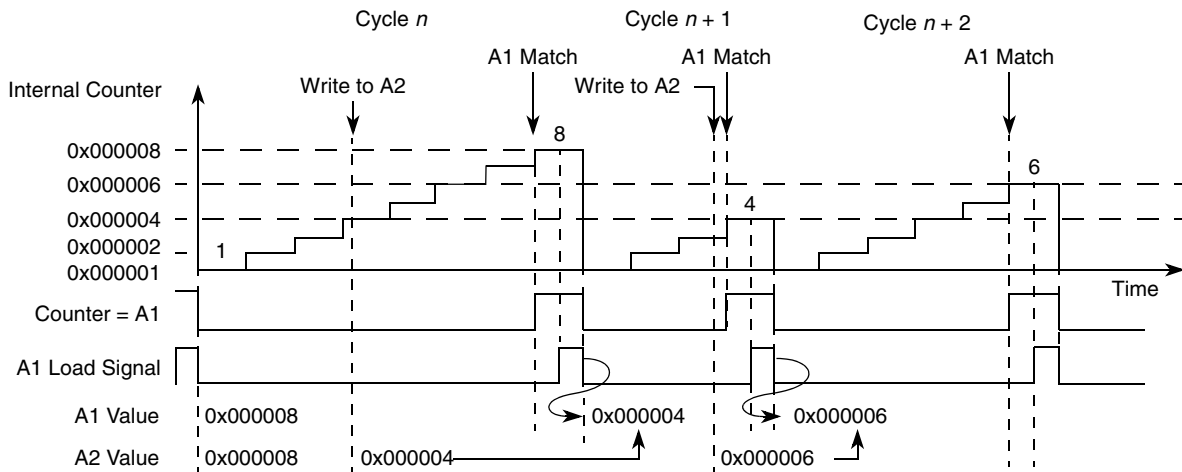 Cycle n Cycle n + 1 Cycle n + 2
A1 Match A1 Match A1 Match
Internal Counter Write to A2 Write to A2
0x000008 8
0x000006 6
0x000004 4
0x000002 1
0x000001
Time
Counter = A1
A1 Load Signal
A1 Value 0x000008 0x000004 0x000006
A2 Value 0x000008 0x000004 0x000006